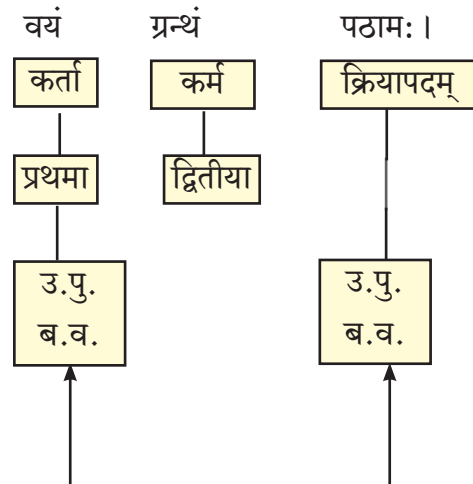 वयं ग्रन्थं पठाम:।
कर्ता कर्म क्रियापदम्
प्रथमा द्वितीया
उ.पु. उ.पु.
ब.व. ब.व.